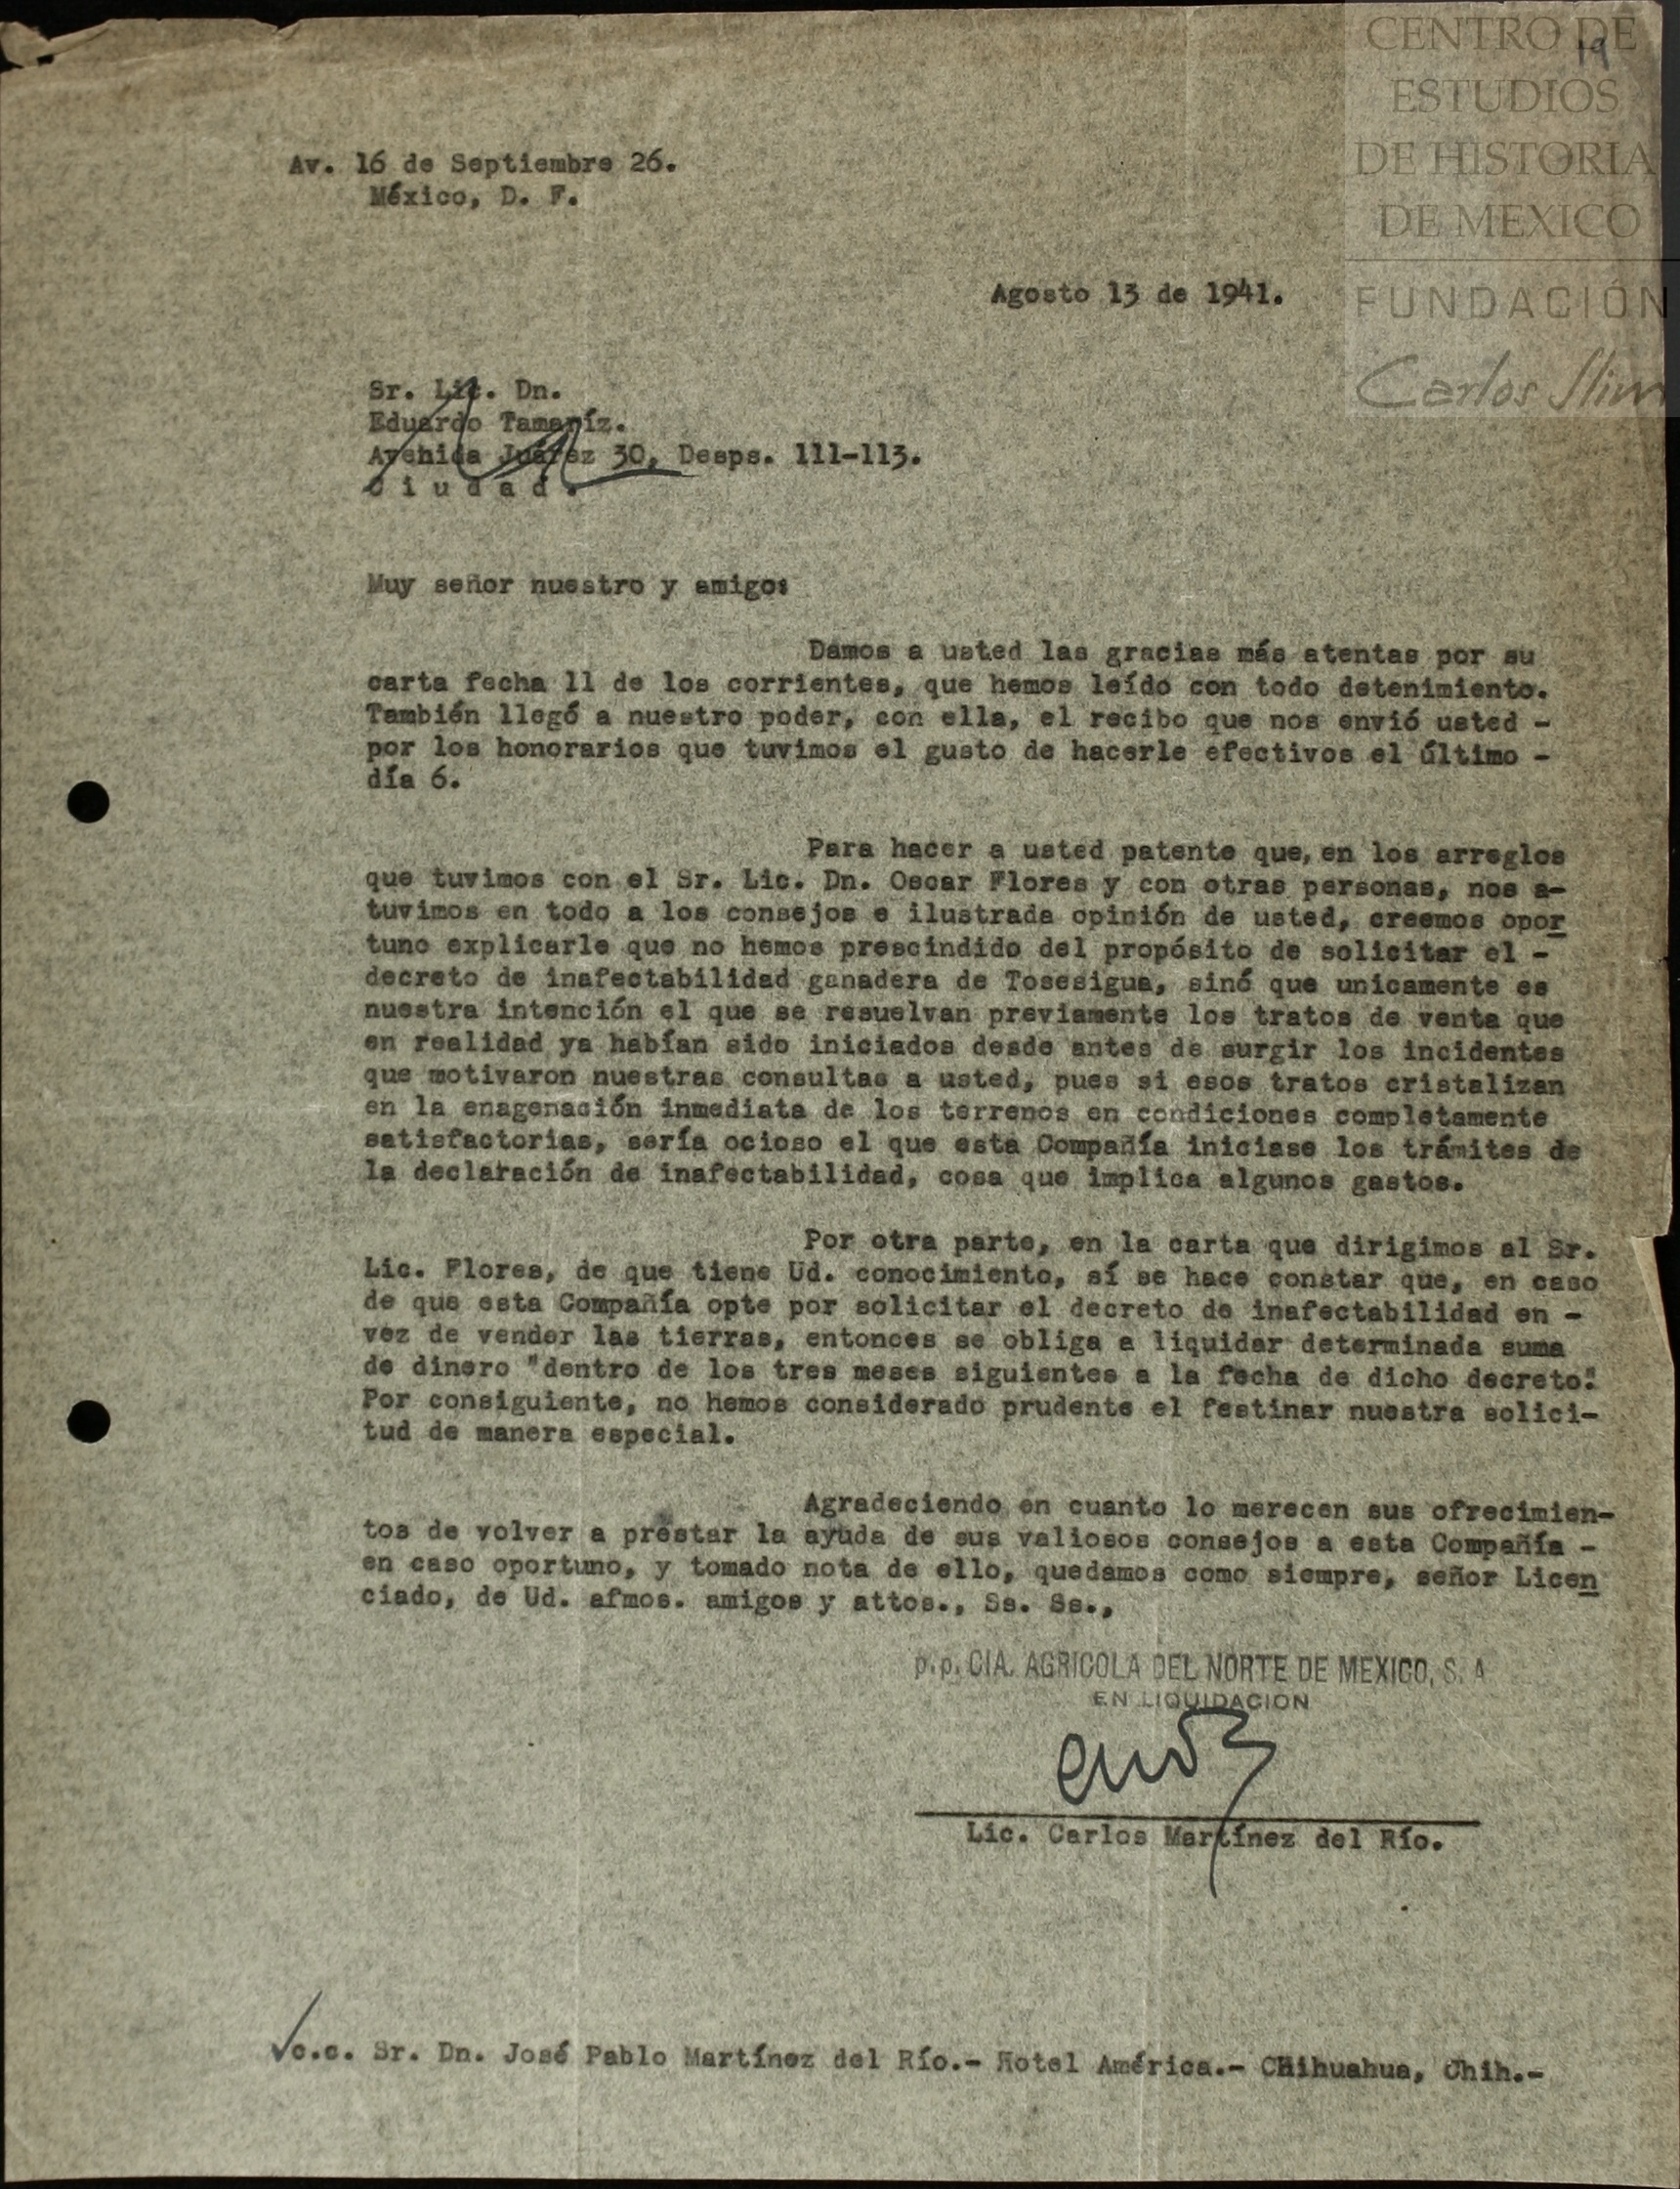 CENTRO DE
ESTUDIOS
DE HISTORIA
DE MEXICO
FUNDACIÓN
Carlos Slim
19
Av. 16 de Septiembre 26.
México, D. F.
Agosto 13 de 1941.
Sr. Lic. Dn.
Eduardo Tamaríz.
Avenida Juárez 30, Desps. 111-113.
C i u d a d .
Muy señor nuestro y amigo:
Damos a usted las gracias más atentas por su
carta fecha 11 de los corrientes, que hemos leído con todo detenimiento.
También llegó a nuestro poder, con ella, el recibo que nos envió usted -
por los honorarios que tuvimos el gusto de hacerle efectivos el último -
día 6.
Para hacer a usted patente que, en los arreglos
que tuvimos con el Sr. Lic. Dn. Oscar Flores y con otras personas, nos a-
tuvimos en todo a los consejos e ilustrada opinión de usted, creemos opor
tuno explicarle que no hemos prescindido del propósito de solicitar el -
decreto de inafectabilidad ganadera de Tosesigua, sinó que unicamente es
nuestra intención el que se resuelvan previamente los tratos de venta que
en realidad ya habían sido iniciados desde antes de surgir los incidentes
que motivaron nuestras consultas a usted, pues si esos tratos cristalizan
en la enagenación inmediata de los terrenos en condiciones completamente
satisfactorias, sería ocioso el que esta Compañía iniciase los trámites de
la declaración de inafectabilidad, cosa que implica algunos gastos.
Por otra parte, en la carta que dirigimos al Sr.
Lic. Flores, de que tiene Ud. conocimiento, sí se hace constar que, en caso
de que esta Compañía opte por solicitar el decreto de inafectabilidad en -
vez de vender las tierras, entonces se obliga a liquidar determinada suma
de dinero "dentro de los tres meses siguientes a la fecha de dicho decreto".
Por consiguiente, no hemos considerado prudente el festinar nuestra solici-
tud de manera especial.
Agradeciendo en cuanto lo merecen sus ofrecimien-
tos de volver a prestar la ayuda de sus valiosos consejos a esta Compañía -
en caso oportuno, y tomado nota de ello, quedamos como siempre, señor Licen
ciado, de Ud. afmos. amigos y attos., Ss. Ss.,
p.p. CIA. AGRICOLA DEL NORTE DE MEXICO, S. A
EN LIQUIDACION
Lic. Carlos Martínez del Río.
c.c. Sr. Dn. José Pablo Martínez del Río.- Hotel América.- Chihuahua, Chih.-